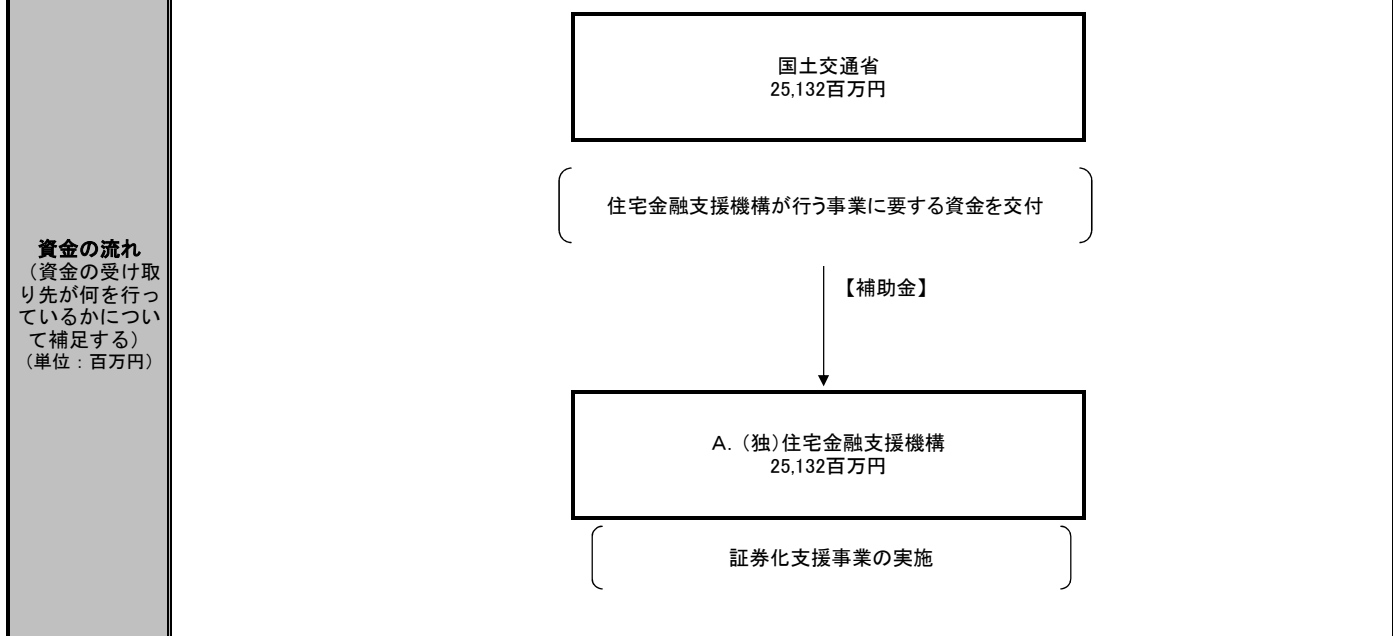 資金の流れ
（資金の受け取
り先が何を行っ
ているかについ
て補足する）
（単位：百万円）
国土交通省
25,132百万円
住宅金融支援機構が行う事業に要する資金を交付
【補助金】
Ａ．（独）住宅金融支援機構
25,132百万円
証券化支援事業の実施